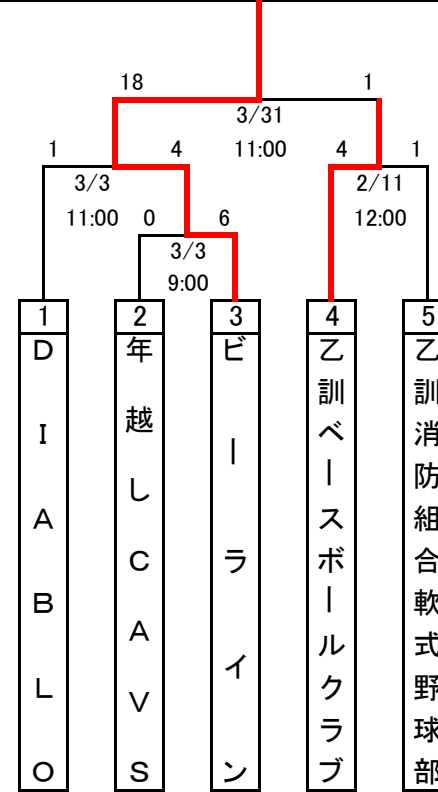 18 1
3/31
1 4 11:00 4 1
3/3 2/11
11:00 0 6 12:00
3/3
9:00
1 2 3 4 5
DIABLO
年越しCAVS
ビーライン
乙訓ベースボールクラブ
乙訓消防組合軟式野球部